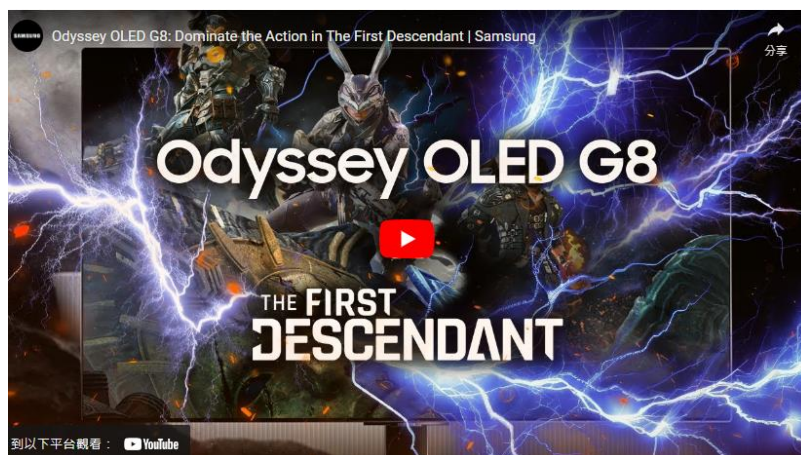 SAMSUNG
Odyssey OLED G8: Dominate the Action in The First Descendant | Samsung
分享
Odyssey OLED G8
THE FIRST
DESCENDANT
到以下平台觀看：
YouTube